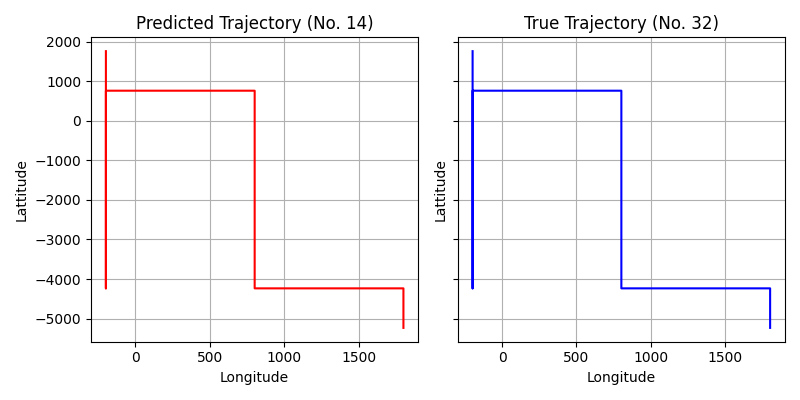 Predicted Trajectory (No. 14)
True Trajectory (No. 32)
2000
1000
0
−1000
−2000
−3000
−4000
−5000
Lattitude
Lattitude
0 500 1000 1500
0 500 1000 1500
Longitude
Longitude